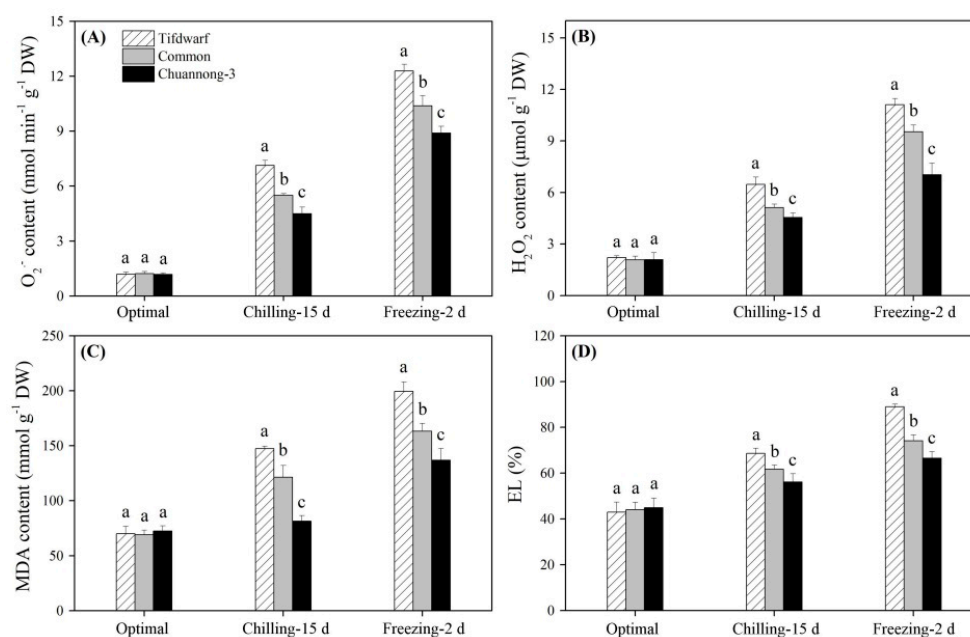 (A)
Tifdwarf
Common
Chuannong-3
O₂·⁻ content (nmol min⁻¹ g⁻¹ DW)
15
12
9
6
3
0
a a a
a b c
a b c
Optimal Chilling-15 d Freezing-2 d
(B)
H₂O₂ content (μmol g⁻¹ DW)
15
12
9
6
3
0
a a a
a b c
a b c
Optimal Chilling-15 d Freezing-2 d
(C)
MDA content (mmol g⁻¹ DW)
250
200
150
100
50
0
a a a
a b c
a b c
Optimal Chilling-15 d Freezing-2 d
(D)
EL (%)
120
100
80
60
40
20
0
a a a
a b c
a b c
Optimal Chilling-15 d Freezing-2 d